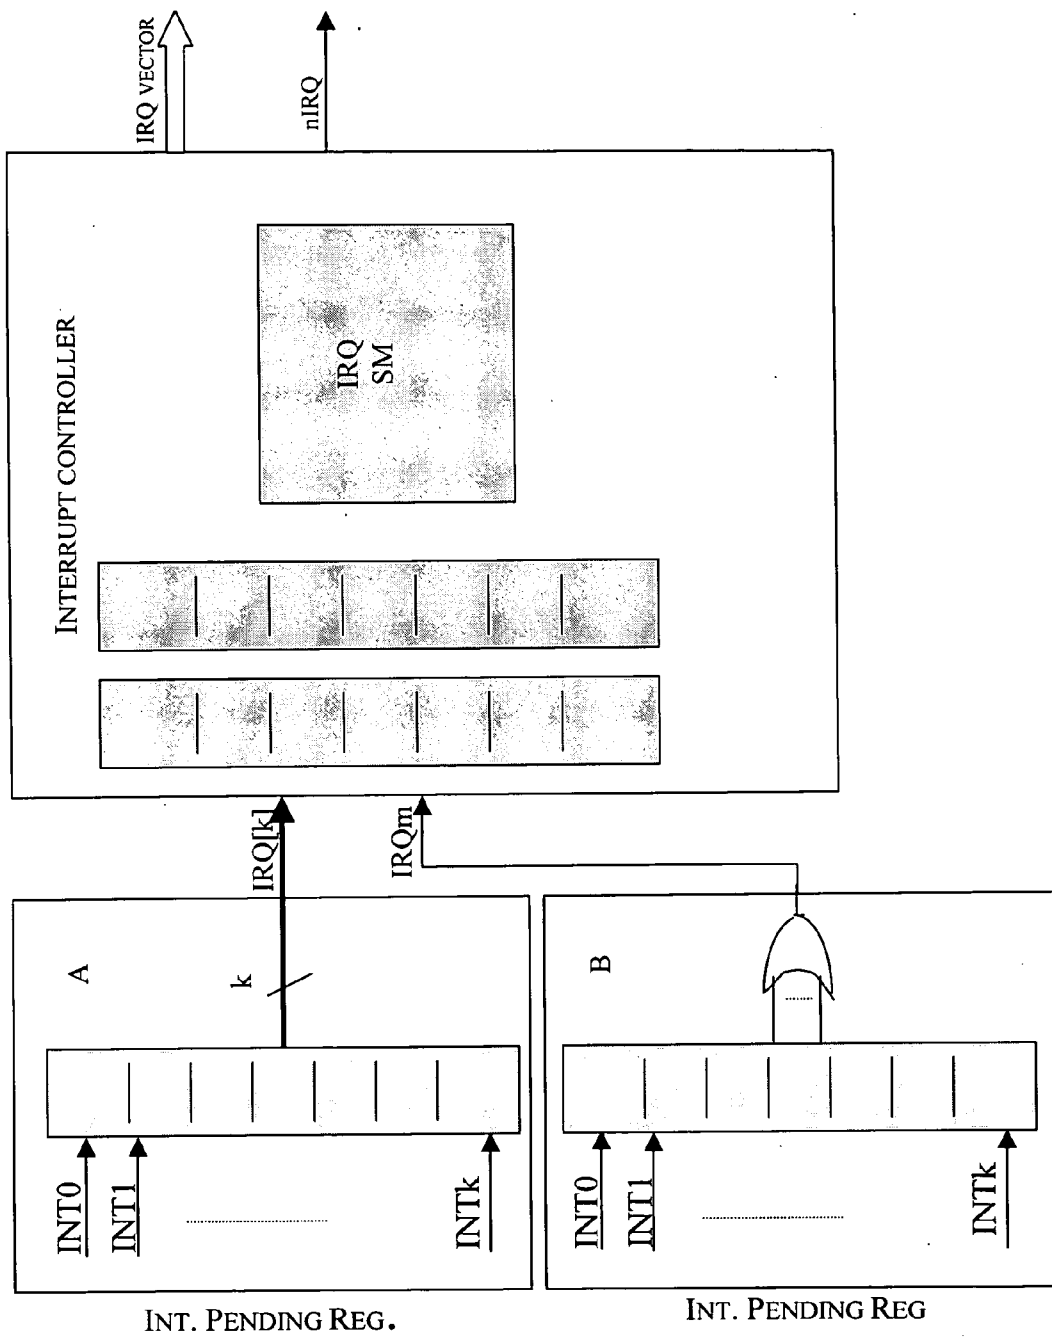 IRQ VECTOR
nIRQ
INTERRUPT CONTROLLER
IRQ
SM
IRQ[k]
IRQm
A
k
B
INT0
INT1
INTk
INT0
INT1
INTk
INT. PENDING REG.
INT. PENDING REG